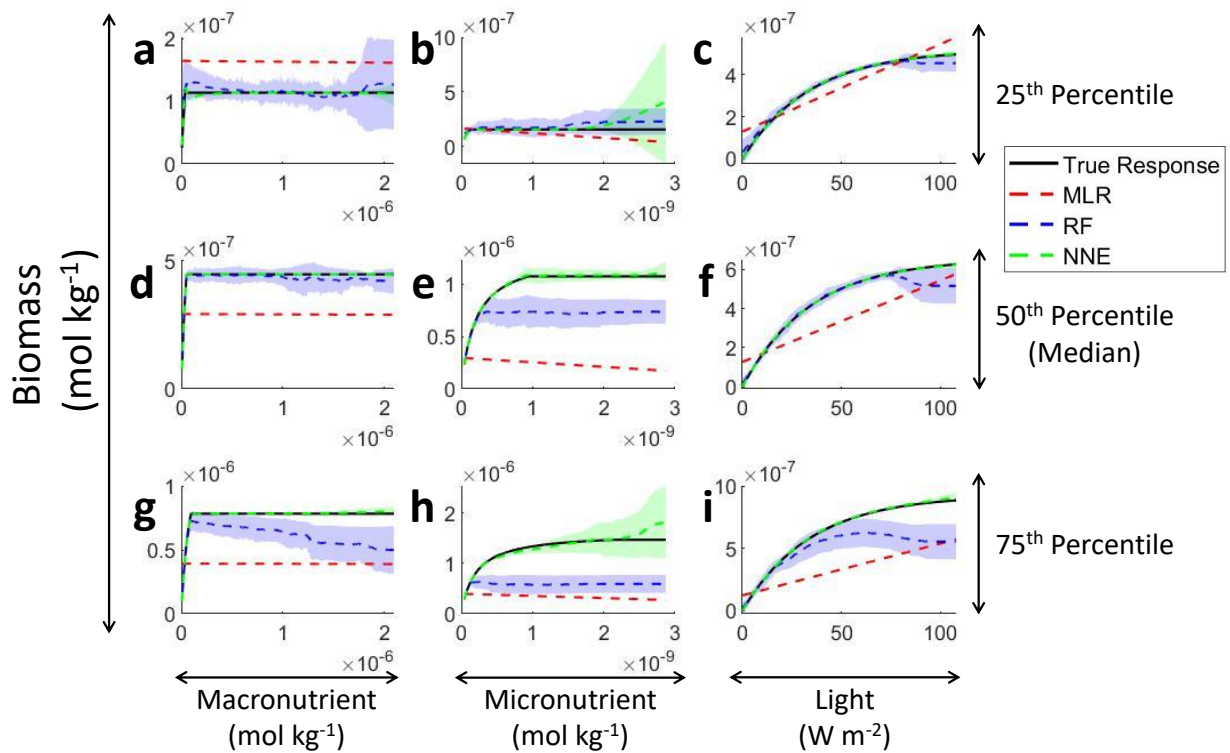 ×10⁻⁷
a
2
1
0
0
1
2
×10⁻⁶
×10⁻⁷
b
10
5
0
0
1
2
3
×10⁻⁹
×10⁻⁷
c
4
2
0
0
50
100
25th Percentile
True Response
MLR
RF
NNE
×10⁻⁷
d
5
0
0
1
2
×10⁻⁶
×10⁻⁶
e
1
0.5
0
0
1
2
3
×10⁻⁹
×10⁻⁷
f
6
4
2
0
0
50
100
50th Percentile
(Median)
×10⁻⁶
g
1
0.5
0
0
1
2
×10⁻⁶
×10⁻⁶
h
2
1
0
0
1
2
3
×10⁻⁹
×10⁻⁷
i
10
5
0
0
50
100
75th Percentile
Biomass
(mol kg⁻¹)
Macronutrient
(mol kg⁻¹)
Micronutrient
(mol kg⁻¹)
Light
(W m⁻²)